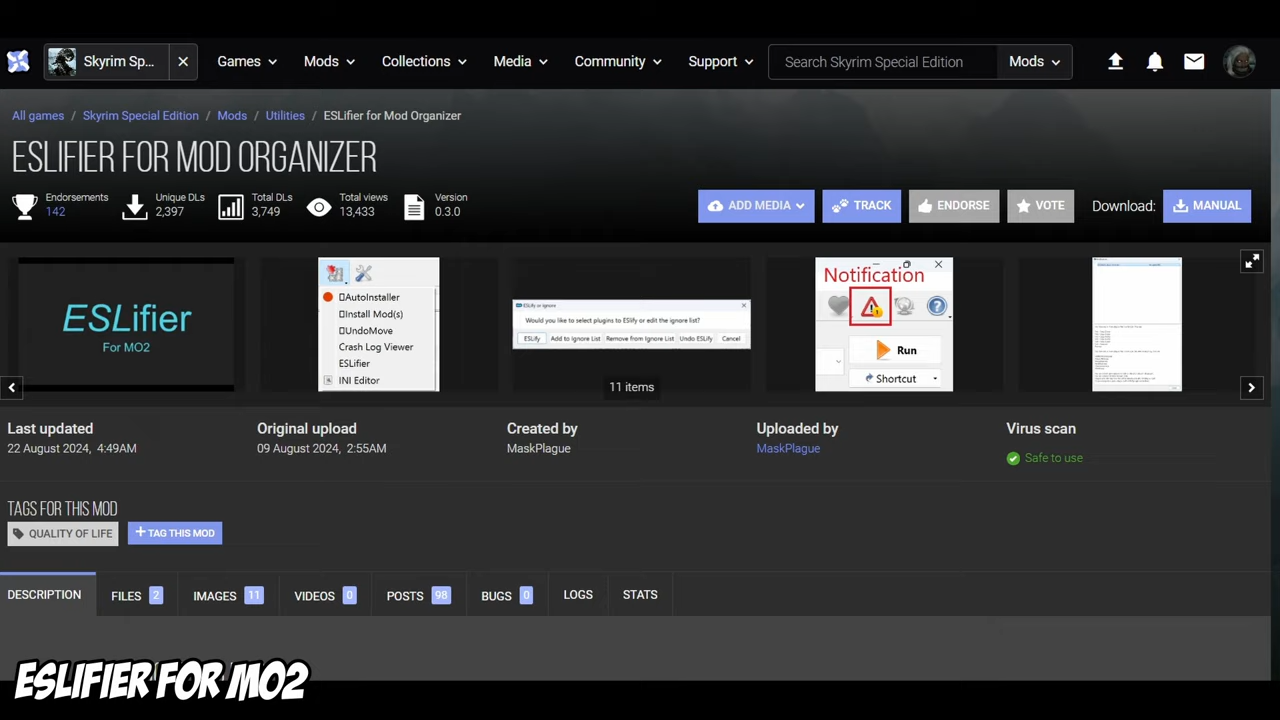 Skyrim Sp...
Games
Mods
Collections
Media
Community
Support
Search Skyrim Special Edition
Mods
All games / Skyrim Special Edition / Mods / Utilities / ESLifier for Mod Organizer
ESLIFIER FOR MOD ORGANIZER
Endorsements
142
Unique DLs
2,397
Total DLs
3,749
Total views
13,433
Version
0.3.0
ADD MEDIA
TRACK
ENDORSE
VOTE
Download:
MANUAL
ESLifier
For MO2
AutoInstaller
Install Mod(s)
UndoMove
Crash Log Viewer
ESLifier
INI Editor
ESLify or Ignore
Would you like to select plugins to ESLify or edit the ignore list?
ESLify
Add to Ignore List
Remove from Ignore List
Undo ESLify
Cancel
Notification
Run
Shortcut
11 items
Last updated
22 August 2024, 4:49AM
Original upload
09 August 2024, 2:55AM
Created by
MaskPlague
Uploaded by
MaskPlague
Virus scan
Safe to use
TAGS FOR THIS MOD
QUALITY OF LIFE
+ TAG THIS MOD
DESCRIPTION
FILES 2
IMAGES 11
VIDEOS 0
POSTS 98
BUGS 0
LOGS
STATS
ESLIFIER FOR MO2